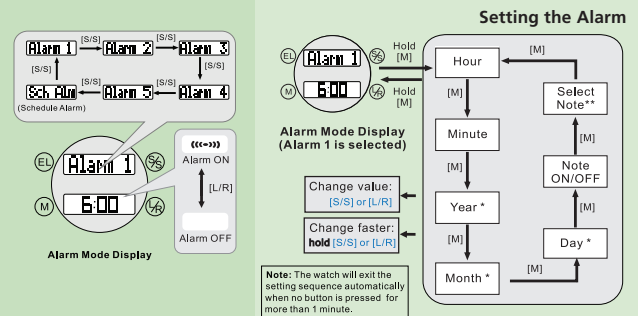 Setting the Alarm
Alarm 1
[S/S]
Alarm 2
[S/S]
Alarm 3
[S/S]
[S/S]
Sch Alm
[S/S]
Alarm 5
[S/S]
Alarm 4
(Schedule Alarm)
EL
Alarm 1
S/S
M
6:00
L/R
Alarm Mode Display
(((•-)))
Alarm ON
[L/R]
Alarm OFF
EL
Alarm 1
S/S
M
6:00
L/R
Hold
[M]
Hold
[M]
Alarm Mode Display
(Alarm 1 is selected)
Change value:
[S/S] or [L/R]
Change faster:
hold [S/S] or [L/R]
Note: The watch will exit the
setting sequence automatically
when no button is pressed for
more than 1 minute.
Hour
[M]
Minute
[M]
Year *
[M]
Month *
[M]
Day *
[M]
Note
ON/OFF
[M]
Select
Note**
[M]